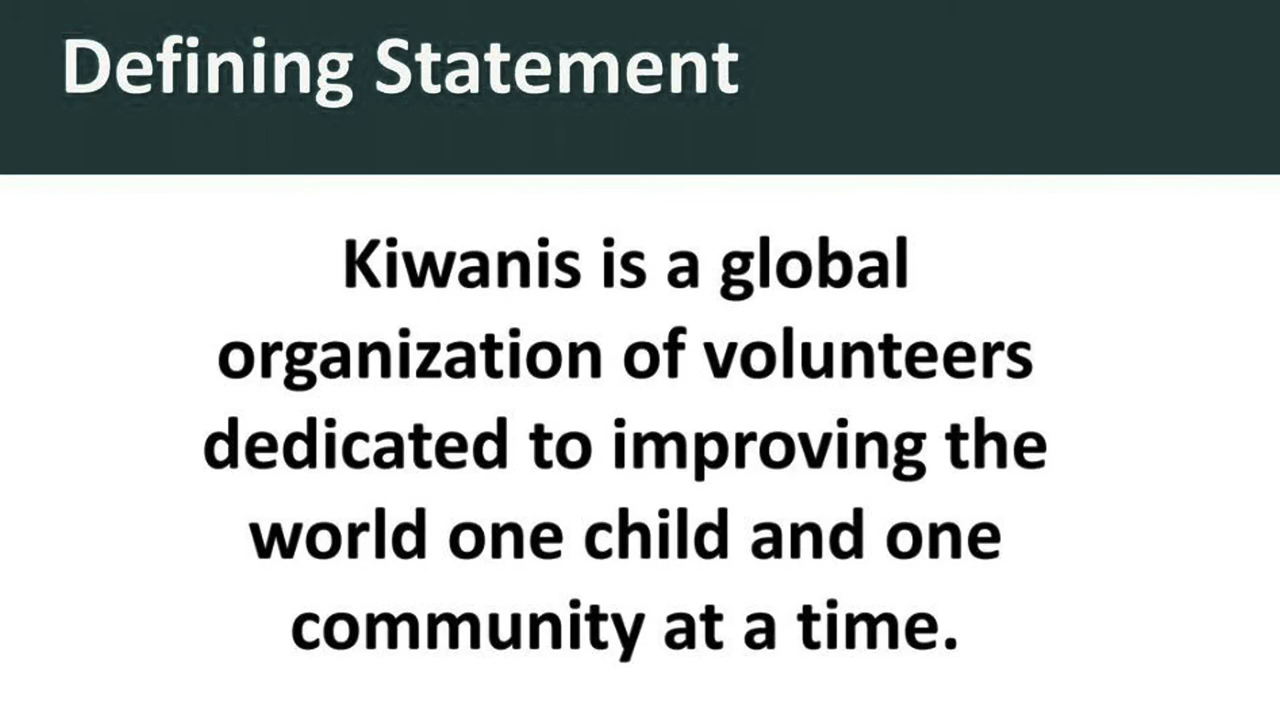 Defining Statement
Kiwanis is a global
organization of volunteers
dedicated to improving the
world one child and one
community at a time.